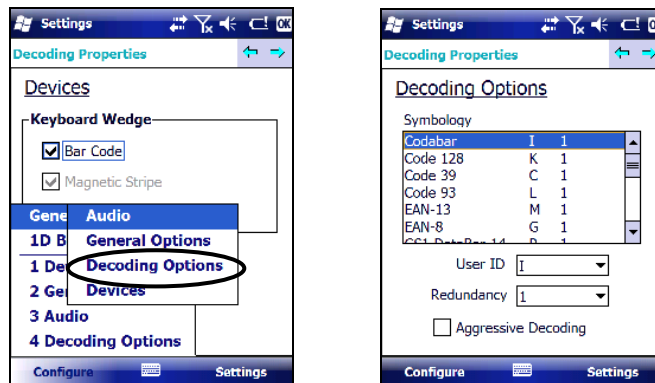 Settings
OK
Decoding Properties
Devices
Keyboard Wedge
Bar Code
Magnetic Stripe
Gene
Audio
1D B
General Options
1 De
Decoding Options
2 Ge
Devices
3 Audio
4 Decoding Options
Configure
Settings
Settings
Decoding Properties
Decoding Options
Symbology
Codabar I 1
Code 128 K 1
Code 39 C 1
Code 93 L 1
EAN-13 M 1
EAN-8 G 1
User ID I
Redundancy 1
Aggressive Decoding
Configure
Settings